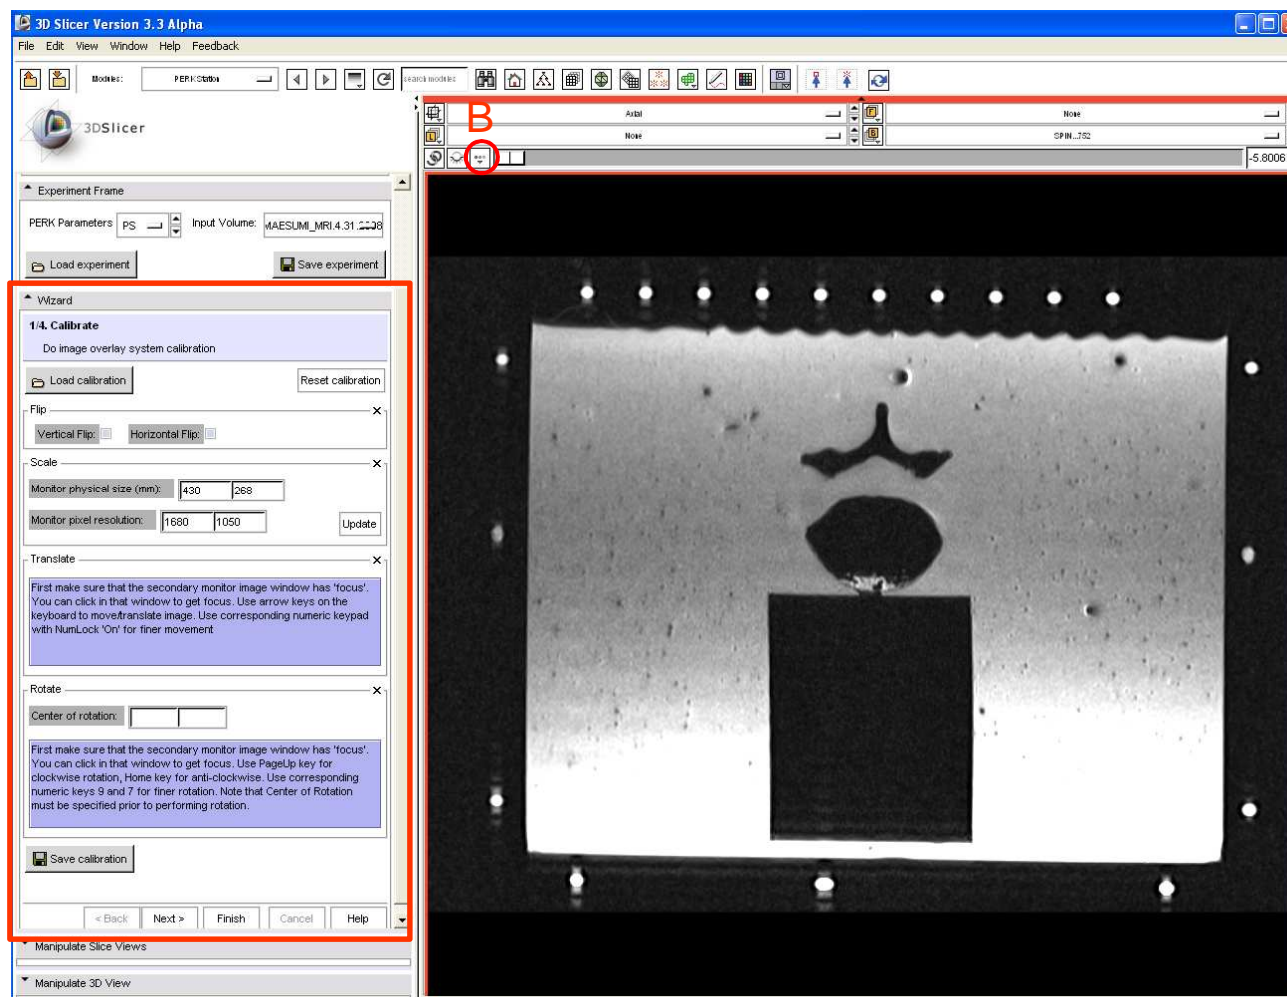 3D Slicer Version 3.3 Alpha
File Edit View Window Help Feedback
Modules: PERKStation search modules
3DSlicer
B
Axial None
None SPIN...752
-5.8006
Experiment Frame
PERK Parameters PS Input Volume:
Load experiment Save experiment
Wizard
1/4. Calibrate
Do image overlay system calibration
Load calibration Reset calibration
Flip X
Vertical Flip: Horizontal Flip:
Scale X
Monitor physical size (mm): 430 268
Monitor pixel resolution: 1680 1050 Update
Translate X
First make sure that the secondary monitor image window has 'focus'.
You can click in that window to get focus. Use arrow keys on the
keyboard to move/translate image. Use corresponding numeric keypad
with NumLock 'On' for finer movement
Rotate X
Center of rotation:
First make sure that the secondary monitor image window has 'focus'.
You can click in that window to get focus. Use PageUp key for
clockwise rotation, Home key for anti-clockwise. Use corresponding
numeric keys 9 and 7 for finer rotation. Note that Center of Rotation
must be specified prior to performing rotation.
Save calibration
< Back Next > Finish Cancel Help
Manipulate Slice Views
Manipulate 3D View